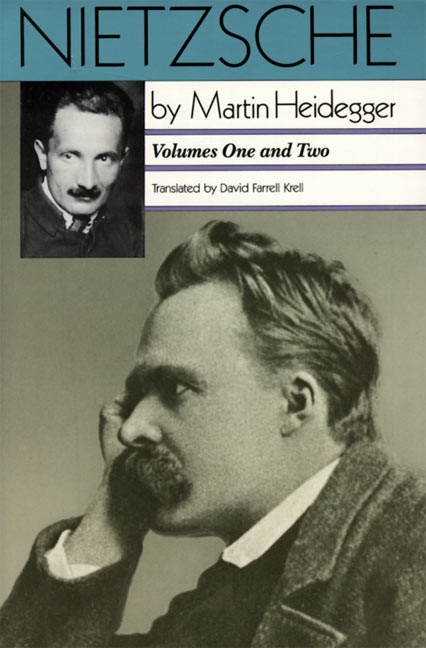 NIETZSCHE
by Martin Heidegger
Volumes One and Two
Translated by David Farrell Krell